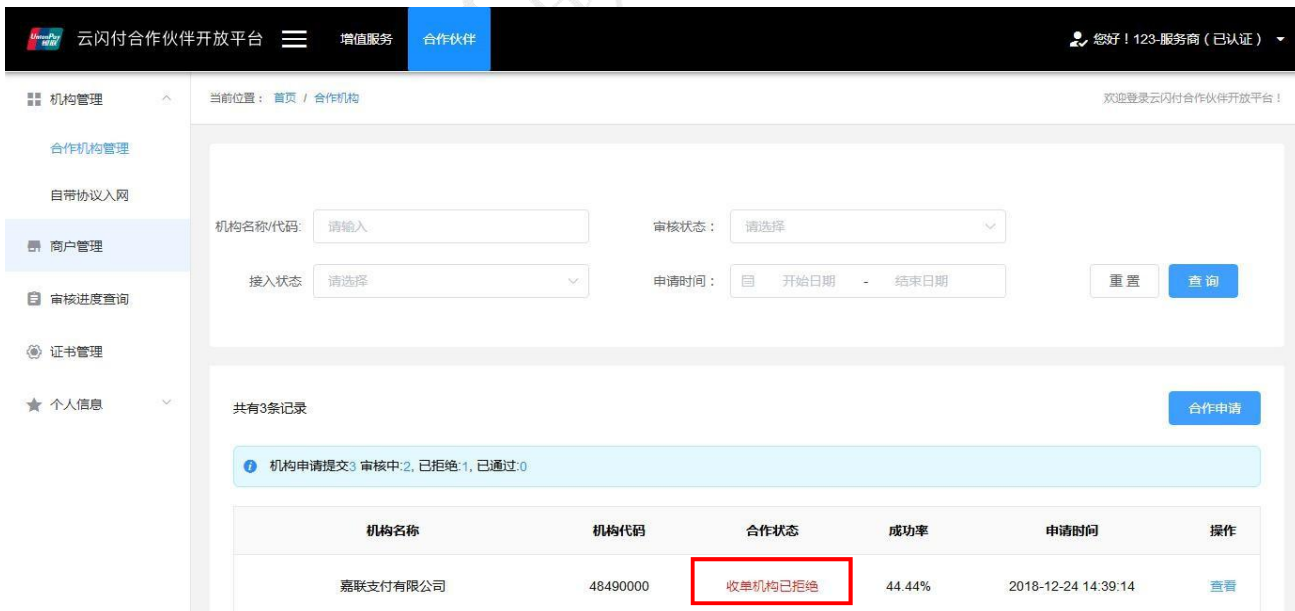 UnionPay 银联 云闪付合作伙伴开放平台 增值服务 合作伙伴 您好！123-服务商（已认证）
机构管理 当前位置： 首页 / 合作机构 欢迎登录云闪付合作伙伴开放平台！
合作机构管理
自带协议入网
机构名称/代码: 请输入 审核状态： 请选择
商户管理
接入状态 请选择 申请时间： 开始日期 - 结束日期 重置 查询
审核进度查询
证书管理
个人信息 共有3条记录 合作申请
机构申请提交3 审核中:2, 已拒绝:1, 已通过:0
机构名称 机构代码 合作状态 成功率 申请时间 操作
嘉联支付有限公司 48490000 收单机构已拒绝 44.44% 2018-12-24 14:39:14 查看